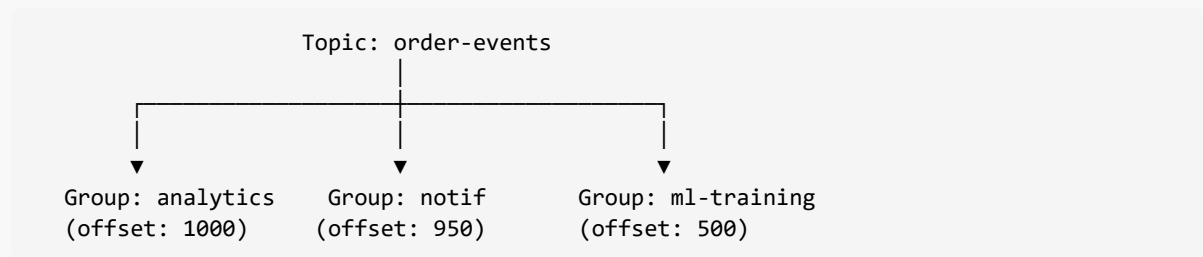 Topic: order-events
Group: analytics Group: notif Group: ml-training
(offset: 1000) (offset: 950) (offset: 500)